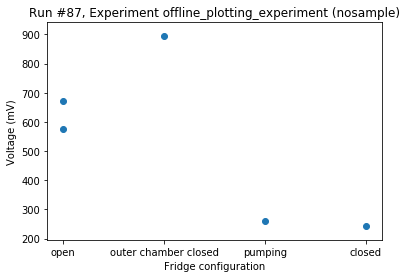 Run #87, Experiment offline_plotting_experiment (nosample)
900
800
700
600
500
400
300
200
Voltage (mV)
open
outer chamber closed
pumping
closed
Fridge configuration